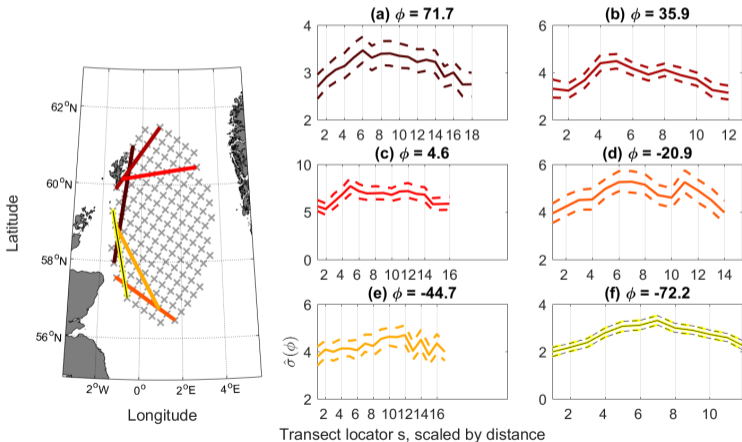 (a) ϕ = 71.7
(b) ϕ = 35.9
4
3
2
2 4 6 8 10 12 14 16 18
6
4
2
2 4 6 8 10 12
62°N
60°N
58°N
56°N
Latitude
2°W 0° 2°E 4°E
Longitude
(c) ϕ = 4.6
(d) ϕ = -20.9
10
5
0
2 4 6 8 10 12 14 16
6
4
2
2 4 6 8 10 12 14
(e) ϕ = -44.7
(f) ϕ = -72.2
σ̂(ϕ)
6
4
2
2 4 6 8 10 12 14 16
4
2
0
2 4 6 8 10
Transect locator s, scaled by distance